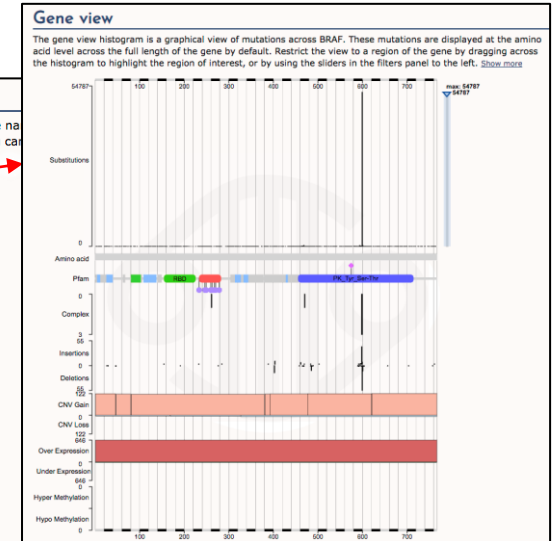 Gene view
The gene view histogram is a graphical view of mutations across BRAF. These mutations are displayed at the amino
acid level across the full length of the gene by default. Restrict the view to a region of the gene by dragging across
the histogram to highlight the region of interest, or by using the sliders in the filters panel to the left. Show more
na
car
100 200 300 400 500 600 700
max: 54787
54787
54787
Substitutions
0
Amino acid
Pfam
RBD
PK_Tyr_Ser-Thr
0
Complex
3
55
Insertions
0
Deletions
55
122
CNV Gain
0
CNV Loss
122
646
Over Expression
0
Under Expression
646
0
Hyper Methylation
0
Hypo Methylation
0
100 200 300 400 500 600 700